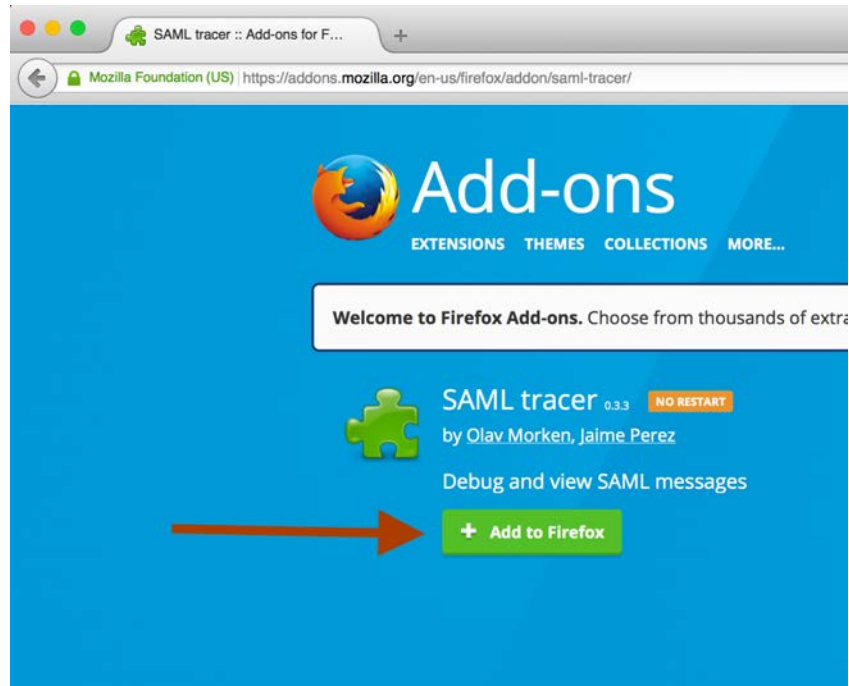 SAML tracer :: Add-ons for F...
Mozilla Foundation (US) https://addons.mozilla.org/en-us/firefox/addon/saml-tracer/
Add-ons
EXTENSIONS THEMES COLLECTIONS MORE...
Welcome to Firefox Add-ons. Choose from thousands of extra
SAML tracer 0.3.3 NO RESTART
by Olav Morken, Jaime Perez
Debug and view SAML messages
+ Add to Firefox